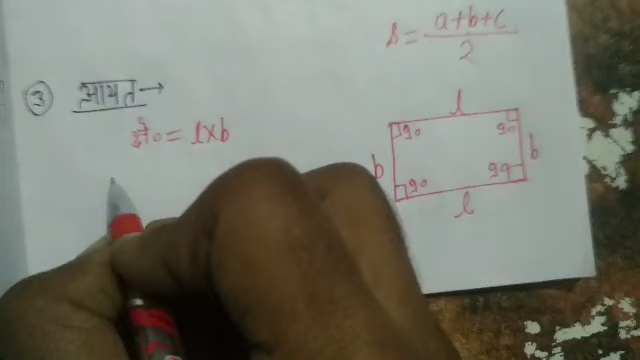 s = a+b+c / 2
③ आयत →
क्षे० = l×b
l
90 90
b b
90 90
l